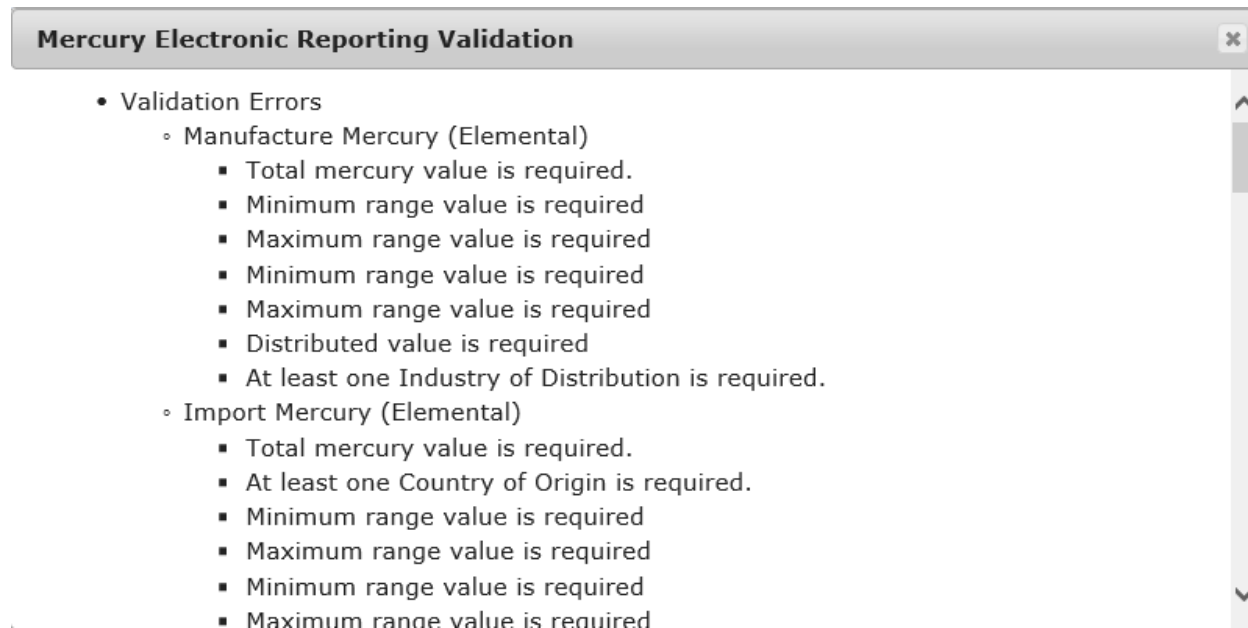 Mercury Electronic Reporting Validation
• Validation Errors
◦ Manufacture Mercury (Elemental)
▪ Total mercury value is required.
▪ Minimum range value is required
▪ Maximum range value is required
▪ Minimum range value is required
▪ Maximum range value is required
▪ Distributed value is required
▪ At least one Industry of Distribution is required.
◦ Import Mercury (Elemental)
▪ Total mercury value is required.
▪ At least one Country of Origin is required.
▪ Minimum range value is required
▪ Maximum range value is required
▪ Minimum range value is required
▪ Maximum range value is required